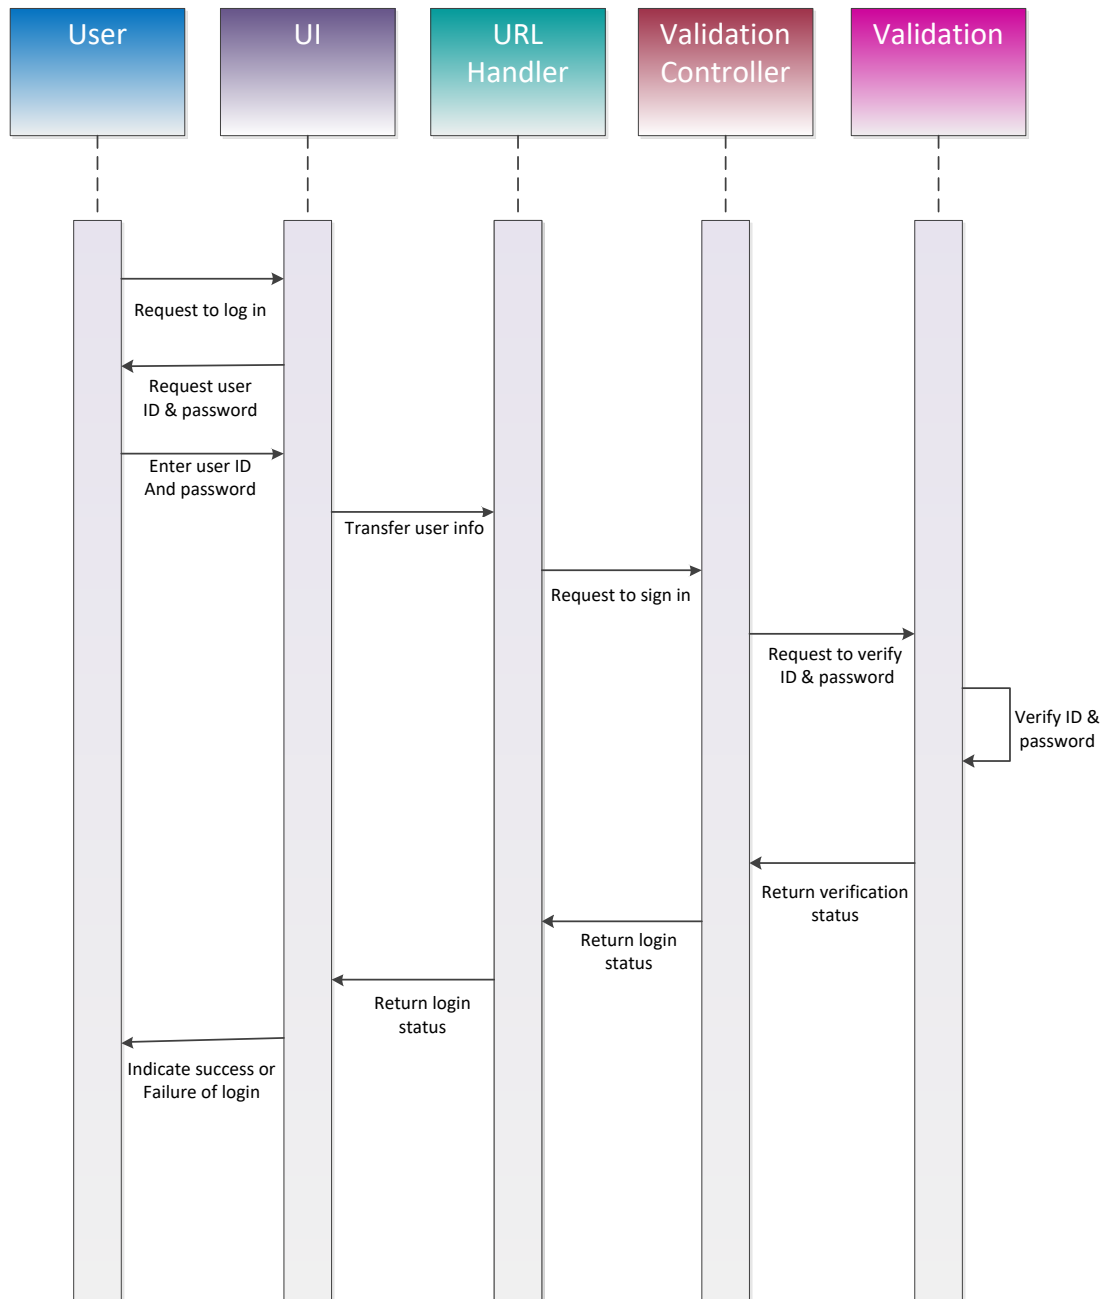 User
UI
URL
Handler
Validation
Controller
Validation
Request to log in
Request user
ID & password
Enter user ID
And password
Transfer user info
Request to sign in
Request to verify
ID & password
Verify ID &
password
Return verification
status
Return login
status
Return login
status
Indicate success or
Failure of login